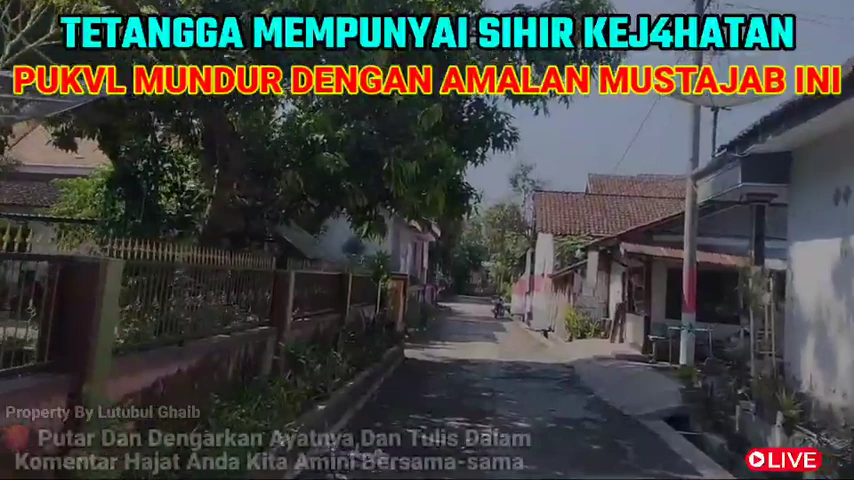 TETANGGA MEMPUNYAI SIHIR KEJ4HATAN
PUKVL MUNDUR DENGAN AMALAN MUSTAJAB INI
Property By Lutubul Ghaib
Putar Dan Dengarkan Ayatnya Dan Tulis Dalam
Komentar Hajat Anda Kita Amini Bersama-sama
LIVE